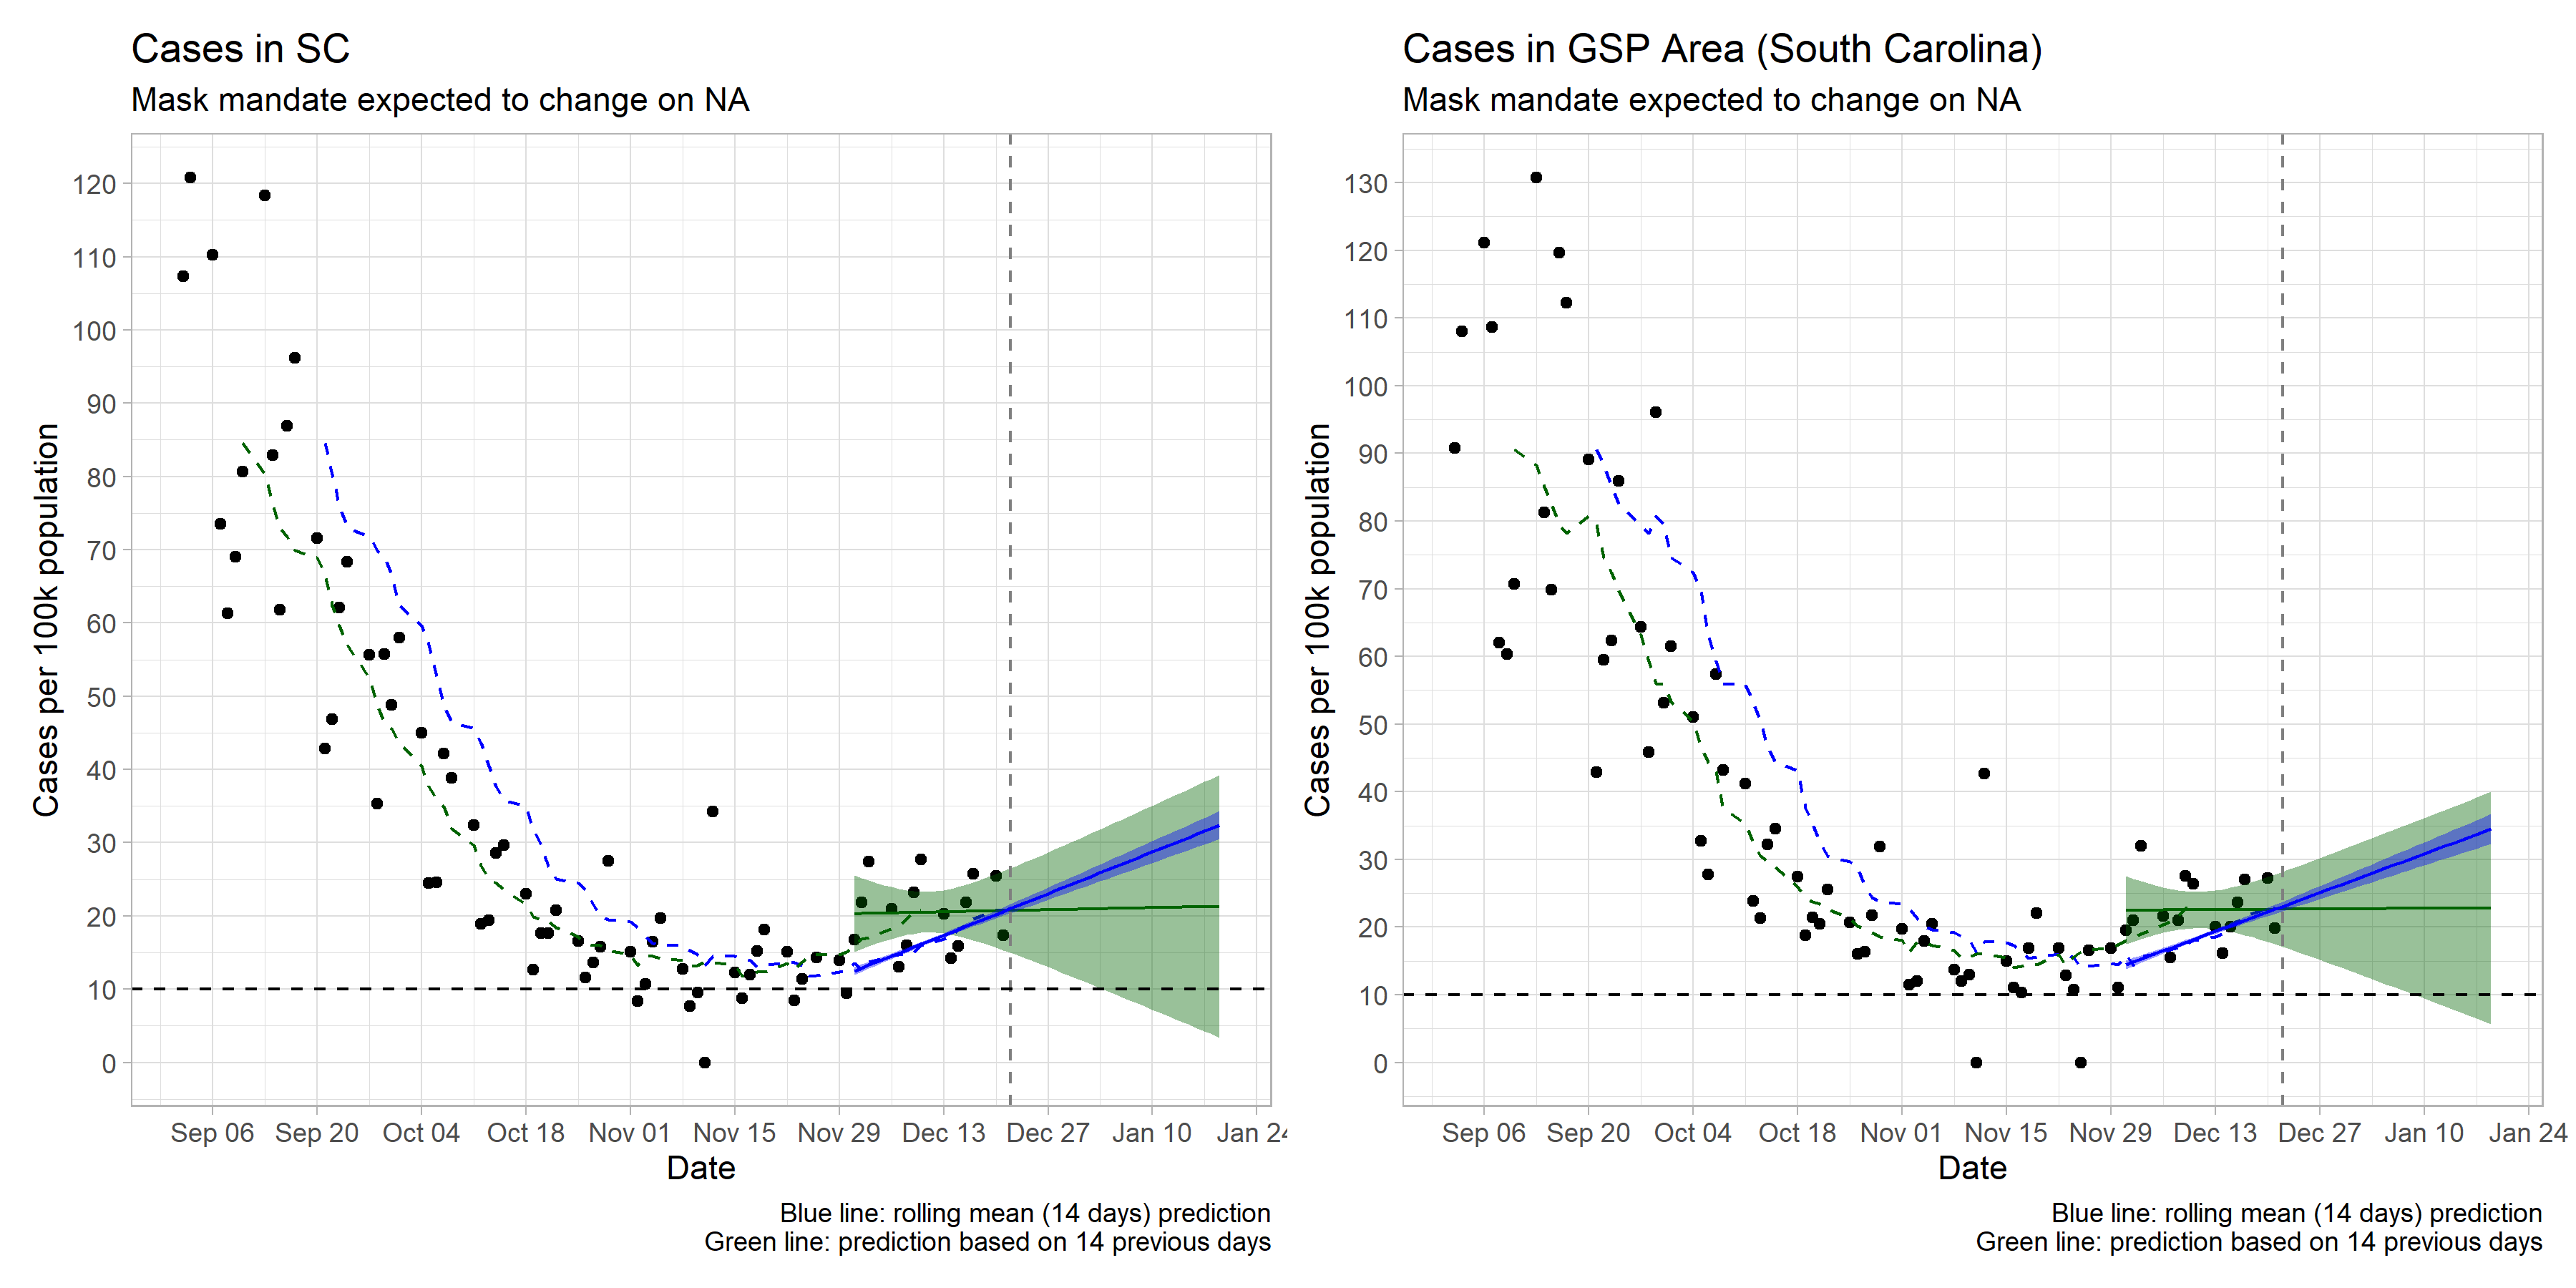 Cases in SC
Mask mandate expected to change on NA
Cases per 100k population
120
110
100
90
80
70
60
50
40
30
20
10
0
Sep 06 Sep 20 Oct 04 Oct 18 Nov 01 Nov 15 Nov 29 Dec 13 Dec 27 Jan 10 Jan 24
Date
Blue line: rolling mean (14 days) prediction
Green line: prediction based on 14 previous days
Cases in GSP Area (South Carolina)
Mask mandate expected to change on NA
Cases per 100k population
130
120
110
100
90
80
70
60
50
40
30
20
10
0
Sep 06 Sep 20 Oct 04 Oct 18 Nov 01 Nov 15 Nov 29 Dec 13 Dec 27 Jan 10 Jan 24
Date
Blue line: rolling mean (14 days) prediction
Green line: prediction based on 14 previous days